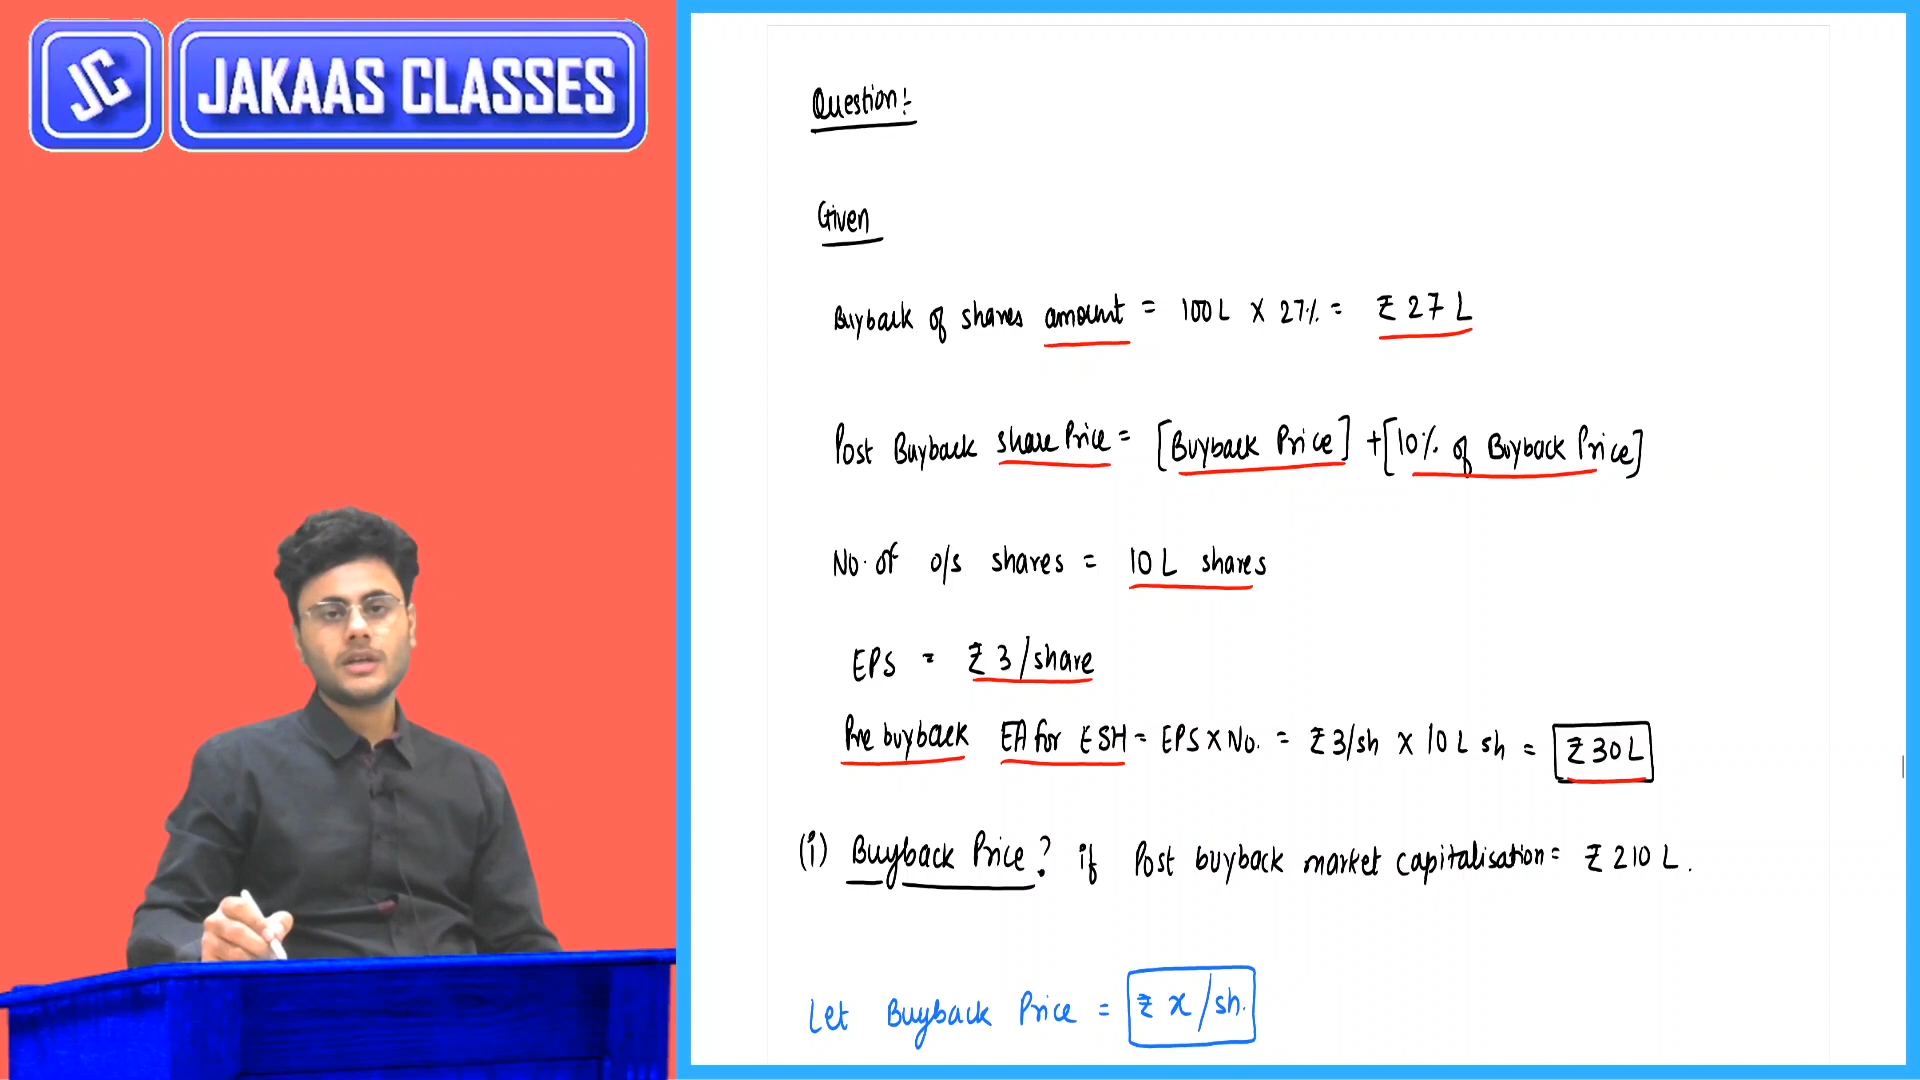 JC JAKAAS CLASSES
Question:-
Given
Buyback of shares amount = 100 L X 27% = ₹ 27 L
Post Buyback share Price = [Buyback Price] + [10% of Buyback Price]
No. of o/s shares = 10 L shares
EPS = ₹ 3/share
Pre buyback EA for ESH = EPS X No. = ₹ 3/sh X 10 L sh = ₹ 30 L
(i) Buyback Price? if Post buyback market capitalisation = ₹ 210 L.
Let Buyback Price = ₹ x /sh.